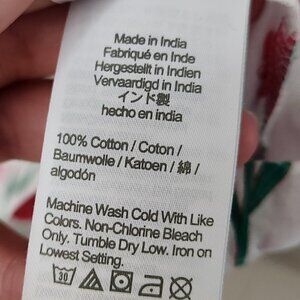 Made in India
Fabriqué en Inde
Hergestellt in Indien
Vervaardigd in India
インド製
hecho en india
100% Cotton / Coton /
Baumwolle / Katoen / 綿 /
algodón
Machine Wash Cold With Like
Colors. Non-Chlorine Bleach
Only. Tumble Dry Low. Iron on
Lowest Setting.
30